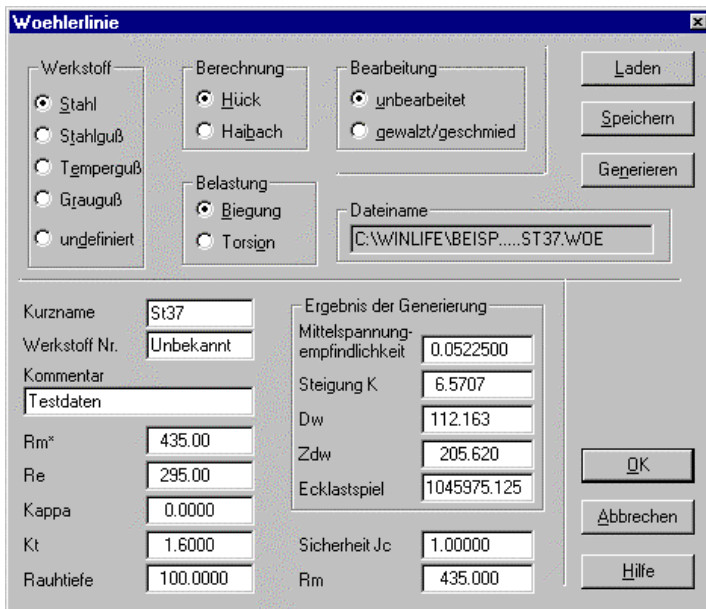 Woehlerlinie
Werkstoff
Stahl
Stahlguß
Temperguß
Grauguß
undefiniert
Berechnung
Hück
Haibach
Bearbeitung
unbearbeitet
gewalzt/geschmied
Belastung
Biegung
Torsion
Dateiname
C:\WINLIFE\BEISP.....ST37.WOE
Laden
Speichern
Generieren
Kurzname St37
Werkstoff Nr. Unbekannt
Kommentar
Testdaten
Rm* 435.00
Re 295.00
Kappa 0.0000
Kt 1.6000
Rauhtiefe 100.0000
Ergebnis der Generierung
Mittelspannung-
empfindlichkeit 0.0522500
Steigung K 6.5707
Dw 112.163
Zdw 205.620
Ecklastspiel 1045975.125
Sicherheit Jc 1.00000
Rm 435.000
OK
Abbrechen
Hilfe